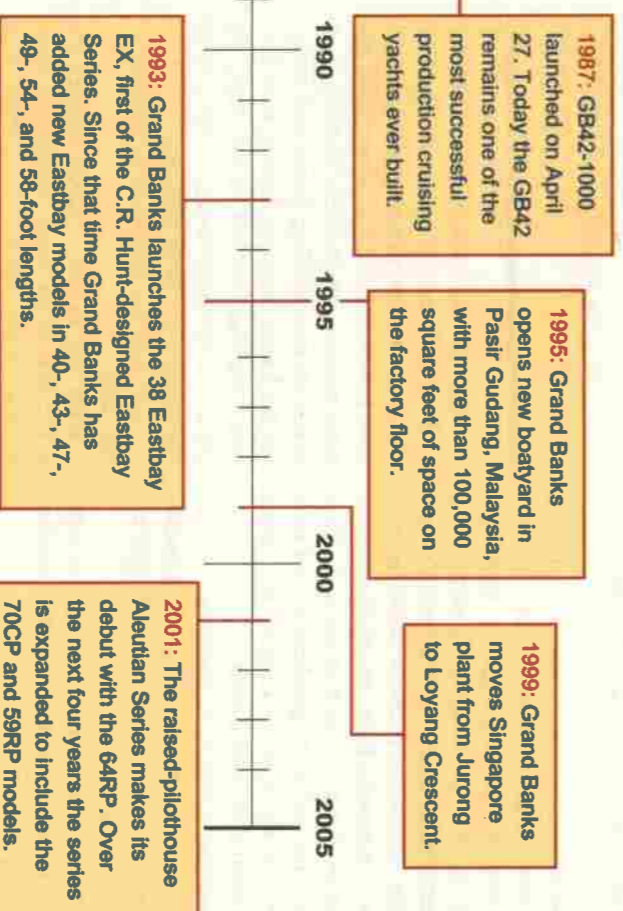 1987: GB42-1000
launched on April
27. Today the GB42
remains one of the
most successful
production cruising
yachts ever built.
1995: Grand Banks
opens new boatyard in
Pasir Gudang, Malaysia,
with more than 100,000
square feet of space on
the factory floor.
1999: Grand Banks
moves Singapore
plant from Jurong
to Loyang Crescent.
1990
1995
2000
2005
1993: Grand Banks launches the 38 Eastbay
EX, first of the C.R. Hunt-designed Eastbay
Series. Since that time Grand Banks has
added new Eastbay models in 40-, 43-, 47-,
49-, 54-, and 58-foot lengths.
2001: The raised-pilothouse
Aleutian Series makes its
debut with the 64RP. Over
the next four years the series
is expanded to include the
70CP and 59RP models.